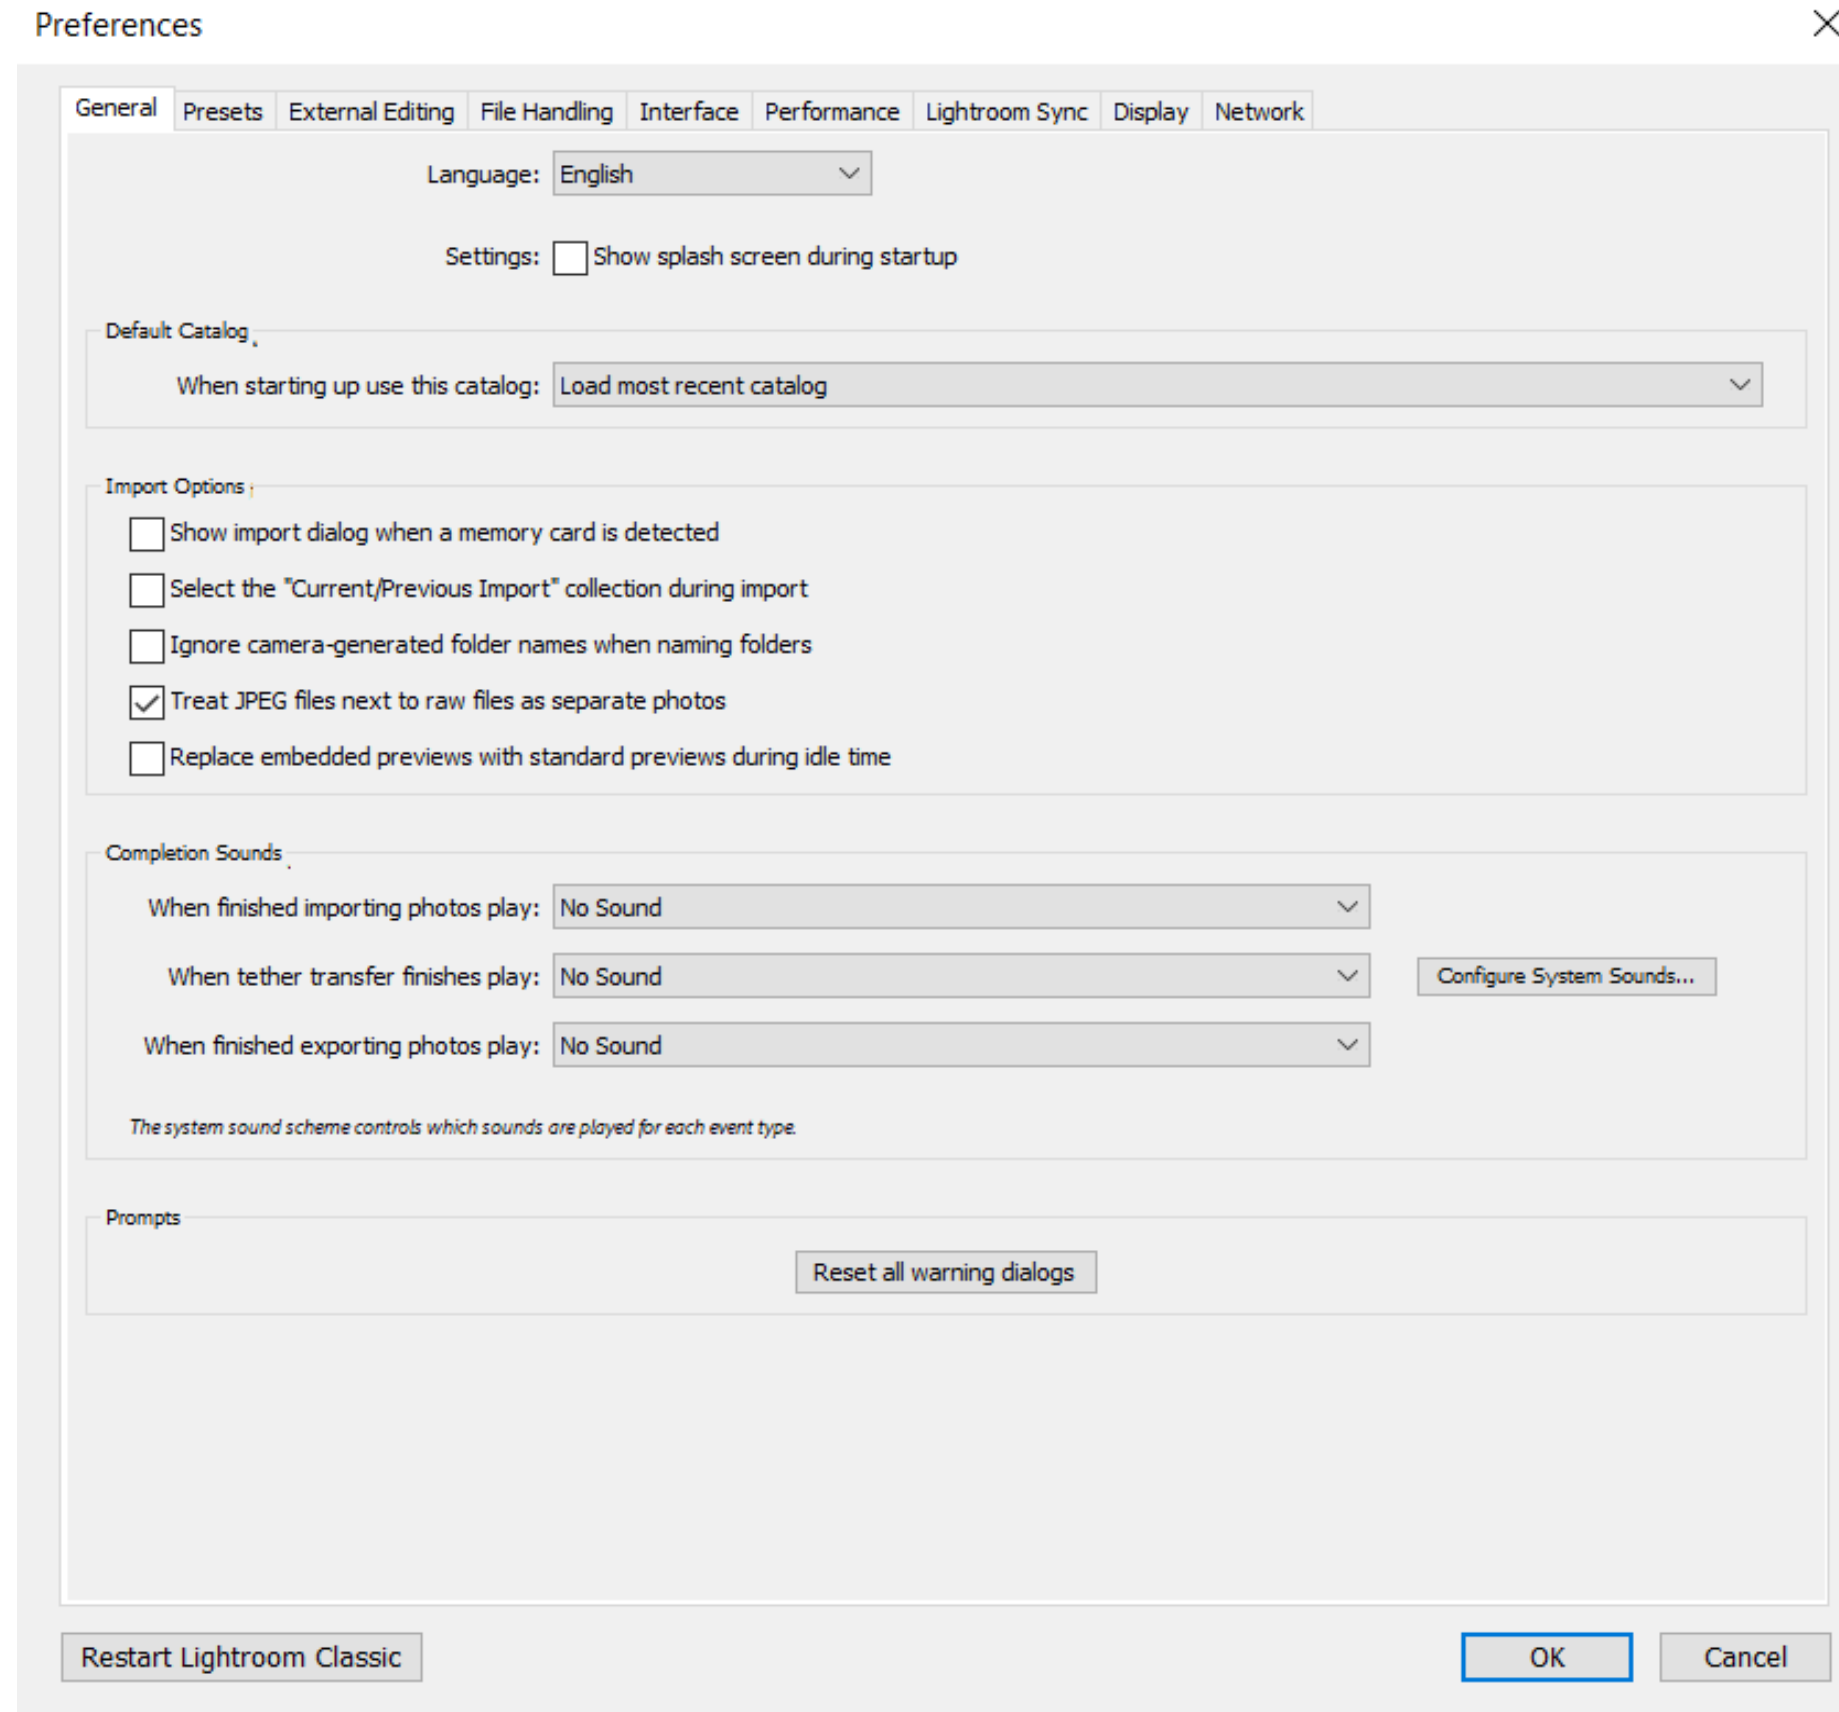 Preferences
General Presets External Editing File Handling Interface Performance Lightroom Sync Display Network
Language: English
Settings: Show splash screen during startup
Default Catalog
When starting up use this catalog: Load most recent catalog
Import Options
Show import dialog when a memory card is detected
Select the "Current/Previous Import" collection during import
Ignore camera-generated folder names when naming folders
Treat JPEG files next to raw files as separate photos
Replace embedded previews with standard previews during idle time
Completion Sounds
When finished importing photos play: No Sound
When tether transfer finishes play: No Sound Configure System Sounds...
When finished exporting photos play: No Sound
The system sound scheme controls which sounds are played for each event type.
Prompts
Reset all warning dialogs
Restart Lightroom Classic OK Cancel